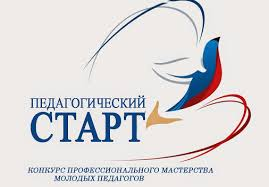 ПЕДАГОГИЧЕСКИЙ
СТАРТ
КОНКУРС ПРОФЕССИОНАЛЬНОГО МАСТЕРСТВА
МОЛОДЫХ ПЕДАГОГОВ